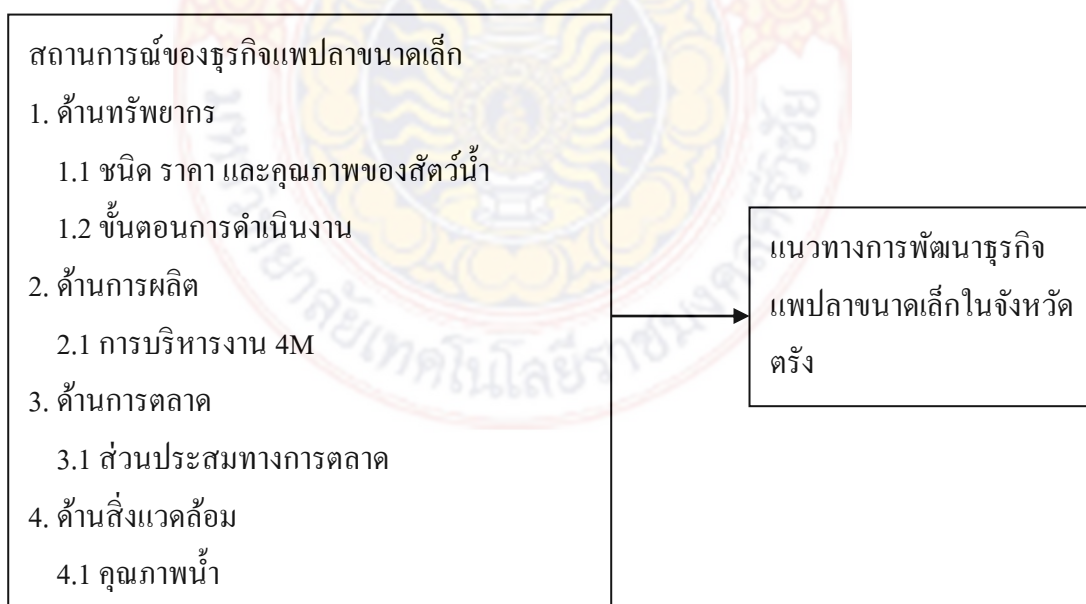 สถานการณ์ของธุรกิจแพปลาขนาดเล็ก
1. ด้านทรัพยากร
1.1 ชนิด ราคา และคุณภาพของสัตว์น้ำ
1.2 ขั้นตอนการดำเนินงาน
2. ด้านการผลิต
2.1 การบริหารงาน 4M
3. ด้านการตลาด
3.1 ส่วนประสมทางการตลาด
4. ด้านสิ่งแวดล้อม
4.1 คุณภาพน้ำ
แนวทางการพัฒนาธุรกิจ
แพปลาขนาดเล็กในจังหวัด
ตรัง